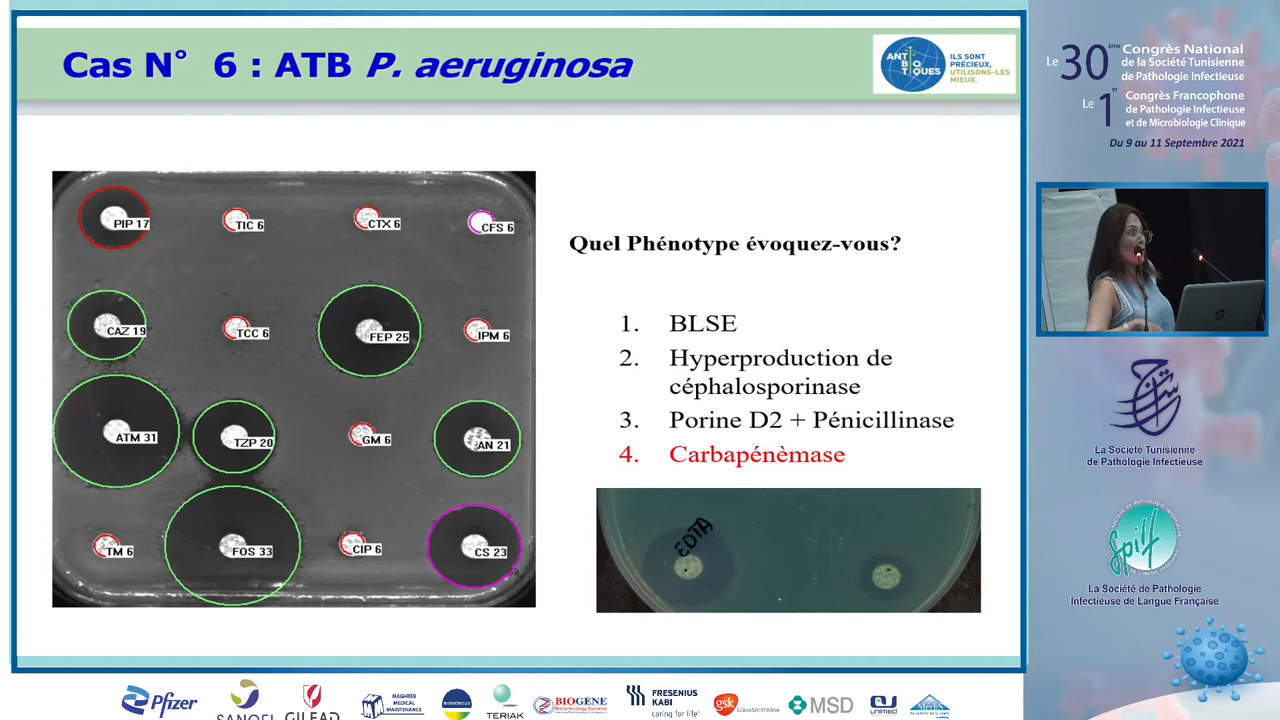 Cas N° 6 : ATB P. aeruginosa
ANTIBIOTIQUES
ILS SONT
PRÉCIEUX,
UTILISONS-LES
MIEUX.
PIP 17
TIC 6
CTX 6
CFS 6
CAZ 19
TCC 6
FEP 25
IPM 6
ATM 31
TZP 20
GM 6
AN 21
TM 6
FOS 33
CIP 6
CS 23
Quel Phénotype évoquez-vous?
1. BLSE
2. Hyperproduction de
céphalosporinase
3. Porine D2 + Pénicillinase
4. Carbapénèmase
EDTA
Le 30ème Congrès National
de la Société Tunisienne
de Pathologie Infectieuse
Le 1er Congrès Francophone
de Pathologie Infectieuse
et de Microbiologie Clinique
Du 9 au 11 Septembre 2021
hp
La Société Tunisienne
de Pathologie Infectieuse
Spilf
La Société de Pathologie
Infectieuse de Langue Française
Pfizer
SANOFI
GILEAD
MAGHREB
MEDICAL
MAINTENANCE
BIOMÉRIEUX
TERIAK
BIOGÈNE
FRESENIUS
KABI
caring for life
gsk
GlaxoSmithKline
MSD
unimed